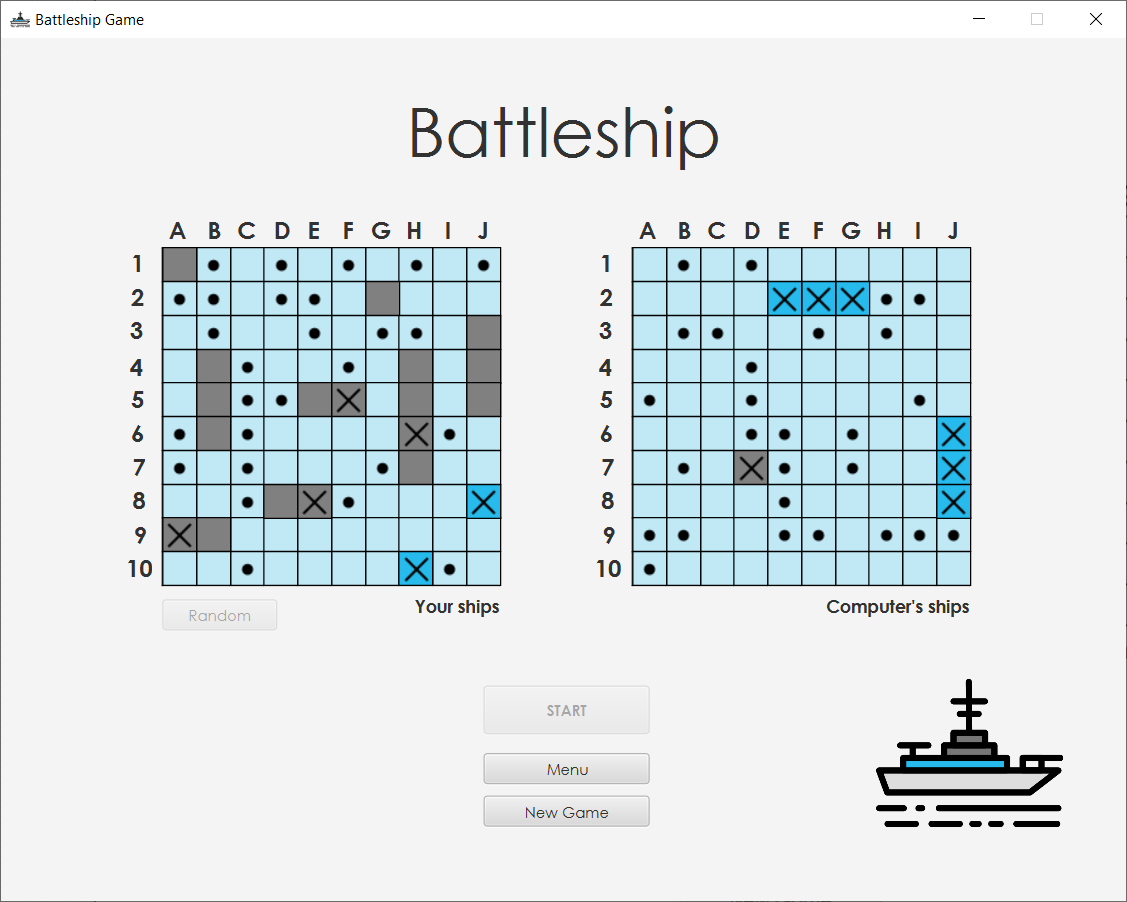 Battleship Game
Battleship
A B C D E F G H I J
1
2
3
4
5
6
7
8
9
10
A B C D E F G H I J
1
2
3
4
5
6
7
8
9
10
Random
Your ships
Computer's ships
START
Menu
New Game